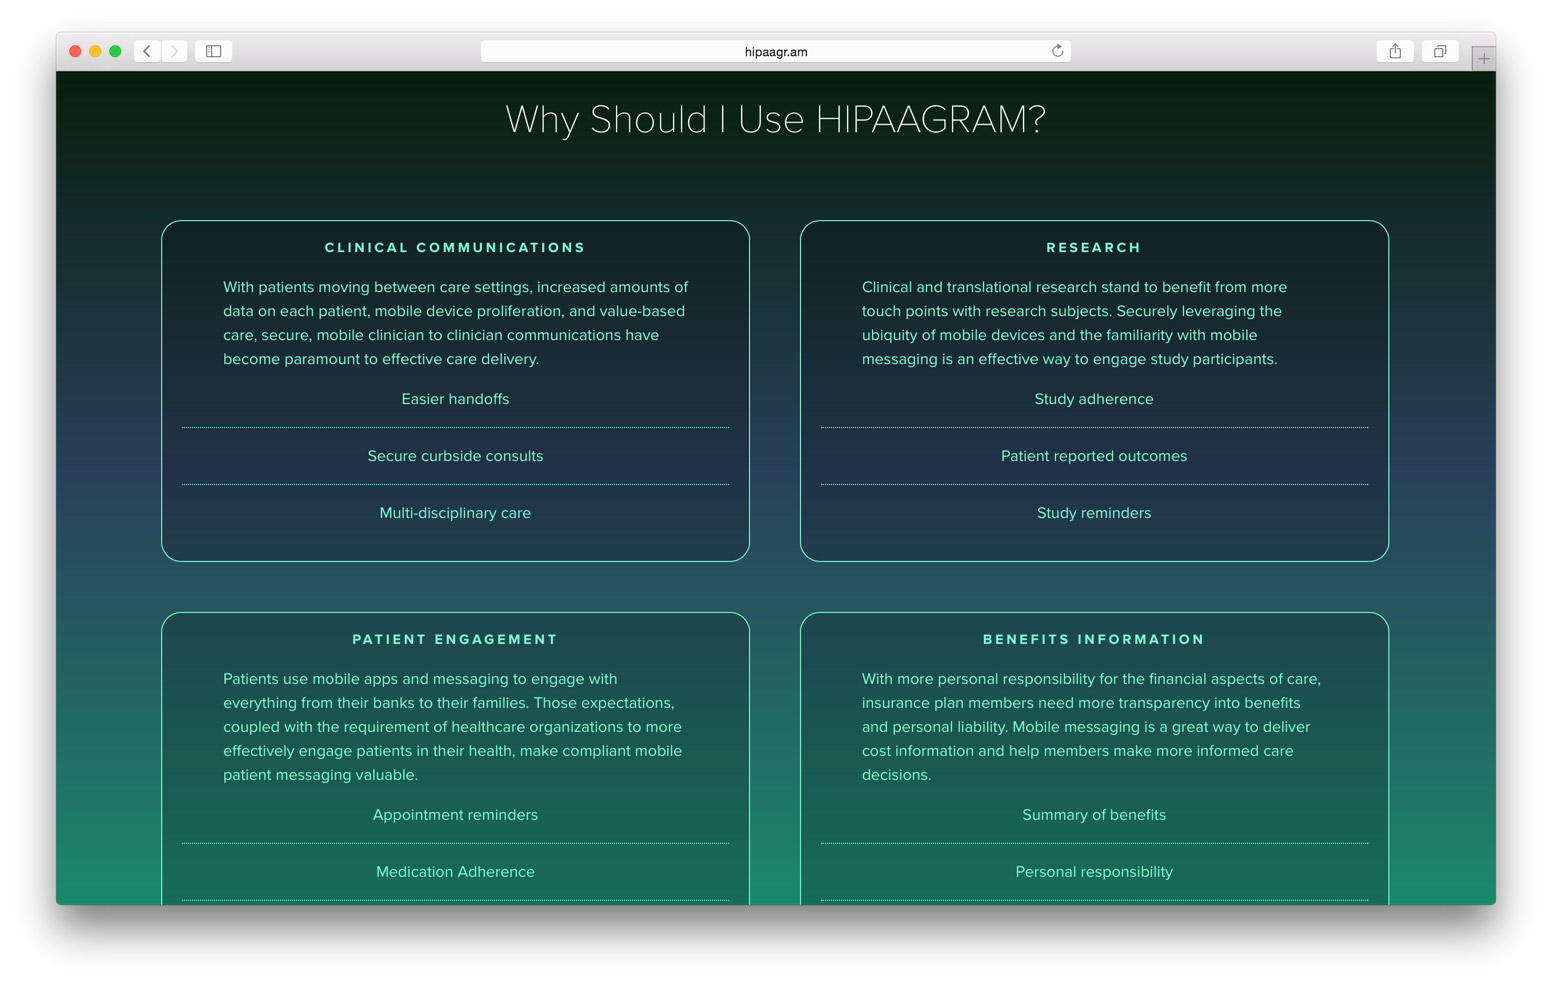 hipaagr.am
Why Should I Use HIPAAGRAM?
CLINICAL COMMUNICATIONS
With patients moving between care settings, increased amounts of
data on each patient, mobile device proliferation, and value-based
care, secure, mobile clinician to clinician communications have
become paramount to effective care delivery.
Easier handoffs
Secure curbside consults
Multi-disciplinary care
RESEARCH
Clinical and translational research stand to benefit from more
touch points with research subjects. Securely leveraging the
ubiquity of mobile devices and the familiarity with mobile
messaging is an effective way to engage study participants.
Study adherence
Patient reported outcomes
Study reminders
PATIENT ENGAGEMENT
Patients use mobile apps and messaging to engage with
everything from their banks to their families. Those expectations,
coupled with the requirement of healthcare organizations to more
effectively engage patients in their health, make compliant mobile
patient messaging valuable.
Appointment reminders
Medication Adherence
BENEFITS INFORMATION
With more personal responsibility for the financial aspects of care,
insurance plan members need more transparency into benefits
and personal liability. Mobile messaging is a great way to deliver
cost information and help members make more informed care
decisions.
Summary of benefits
Personal responsibility